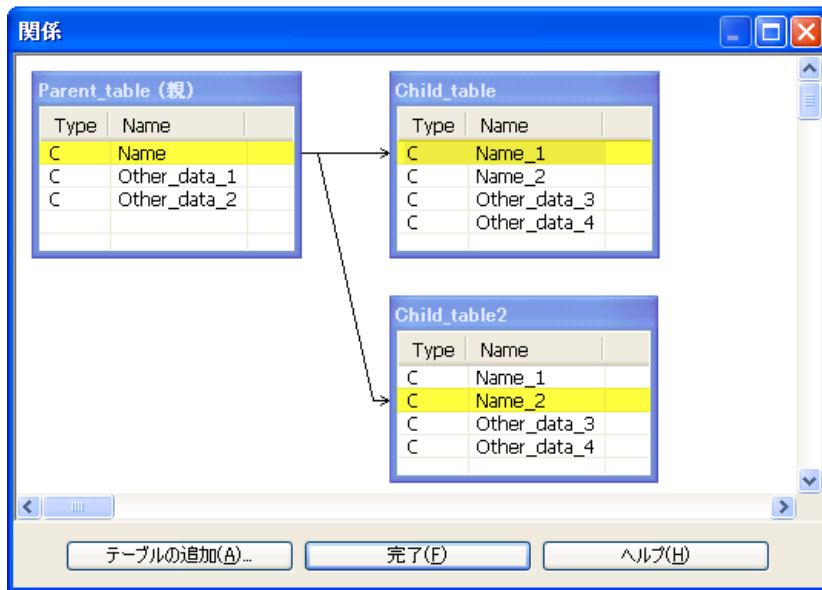 関係
Parent_table (親)
Type Name
C Name
C Other_data_1
C Other_data_2
Child_table
Type Name
C Name_1
C Name_2
C Other_data_3
C Other_data_4
Child_table2
Type Name
C Name_1
C Name_2
C Other_data_3
C Other_data_4
テーブルの追加(A)...
完了(F)
ヘルプ(H)